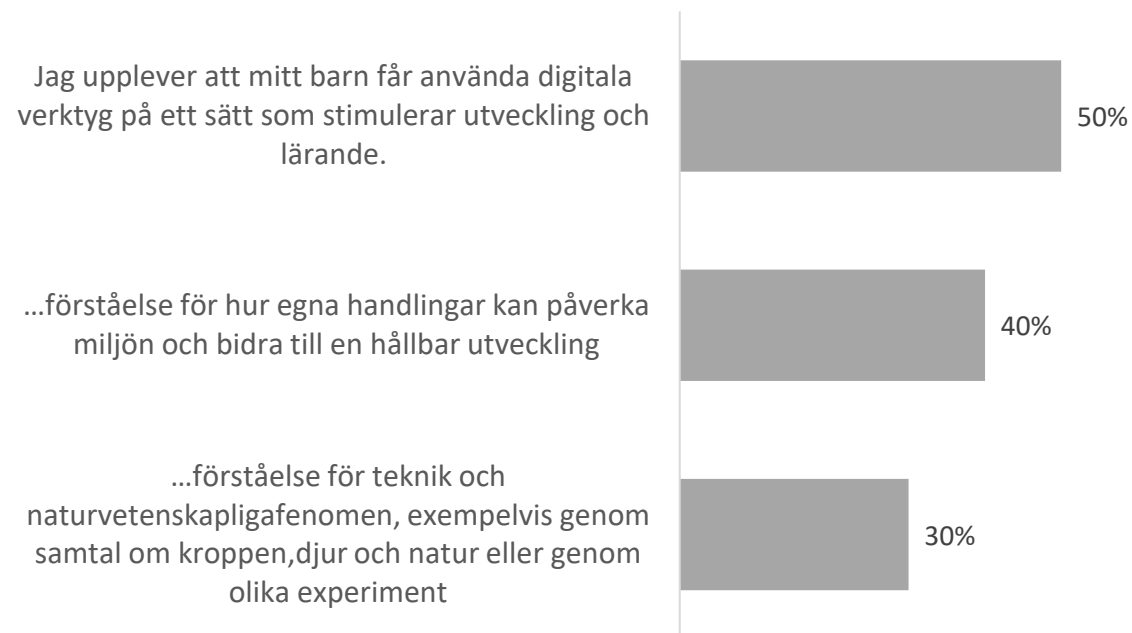 Jag upplever att mitt barn får använda digitala
verktyg på ett sätt som stimulerar utveckling och
lärande.
50%
...förståelse för hur egna handlingar kan påverka
miljön och bidra till en hållbar utveckling
40%
...förståelse för teknik och
naturvetenskapligafenomen, exempelvis genom
samtal om kroppen,djur och natur eller genom
olika experiment
30%